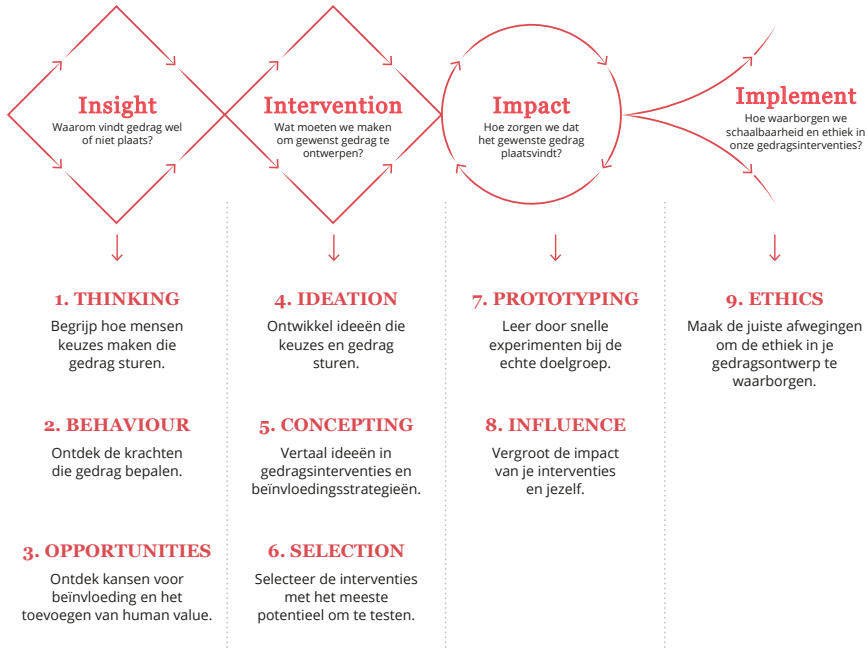 Insight
Waarom vindt gedrag wel
of niet plaats?
Intervention
Wat moeten we maken
om gewenst gedrag te
ontwerpen?
Impact
Hoe zorgen we dat
het gewenste gedrag
plaatsvindt?
Implement
Hoe waarborgen we
schaalbaarheid en ethiek in
onze gedragsinterventies?
1. THINKING
Begrijp hoe mensen
keuzes maken die
gedrag sturen.
2. BEHAVIOUR
Ontdek de krachten
die gedrag bepalen.
3. OPPORTUNITIES
Ontdek kansen voor
beïnvloeding en het
toevoegen van human value.
4. IDEATION
Ontwikkel ideeën die
keuzes en gedrag
sturen.
5. CONCEPTING
Vertaal ideeën in
gedragsinterventies en
beïnvloedingsstrategieën.
6. SELECTION
Selecteer de interventies
met het meeste
potentieel om te testen.
7. PROTOTYPING
Leer door snelle
experimenten bij de
echte doelgroep.
8. INFLUENCE
Vergroot de impact
van je interventies
en jezelf.
9. ETHICS
Maak de juiste afwegingen
om de ethiek in je
gedragsontwerp te
waarborgen.